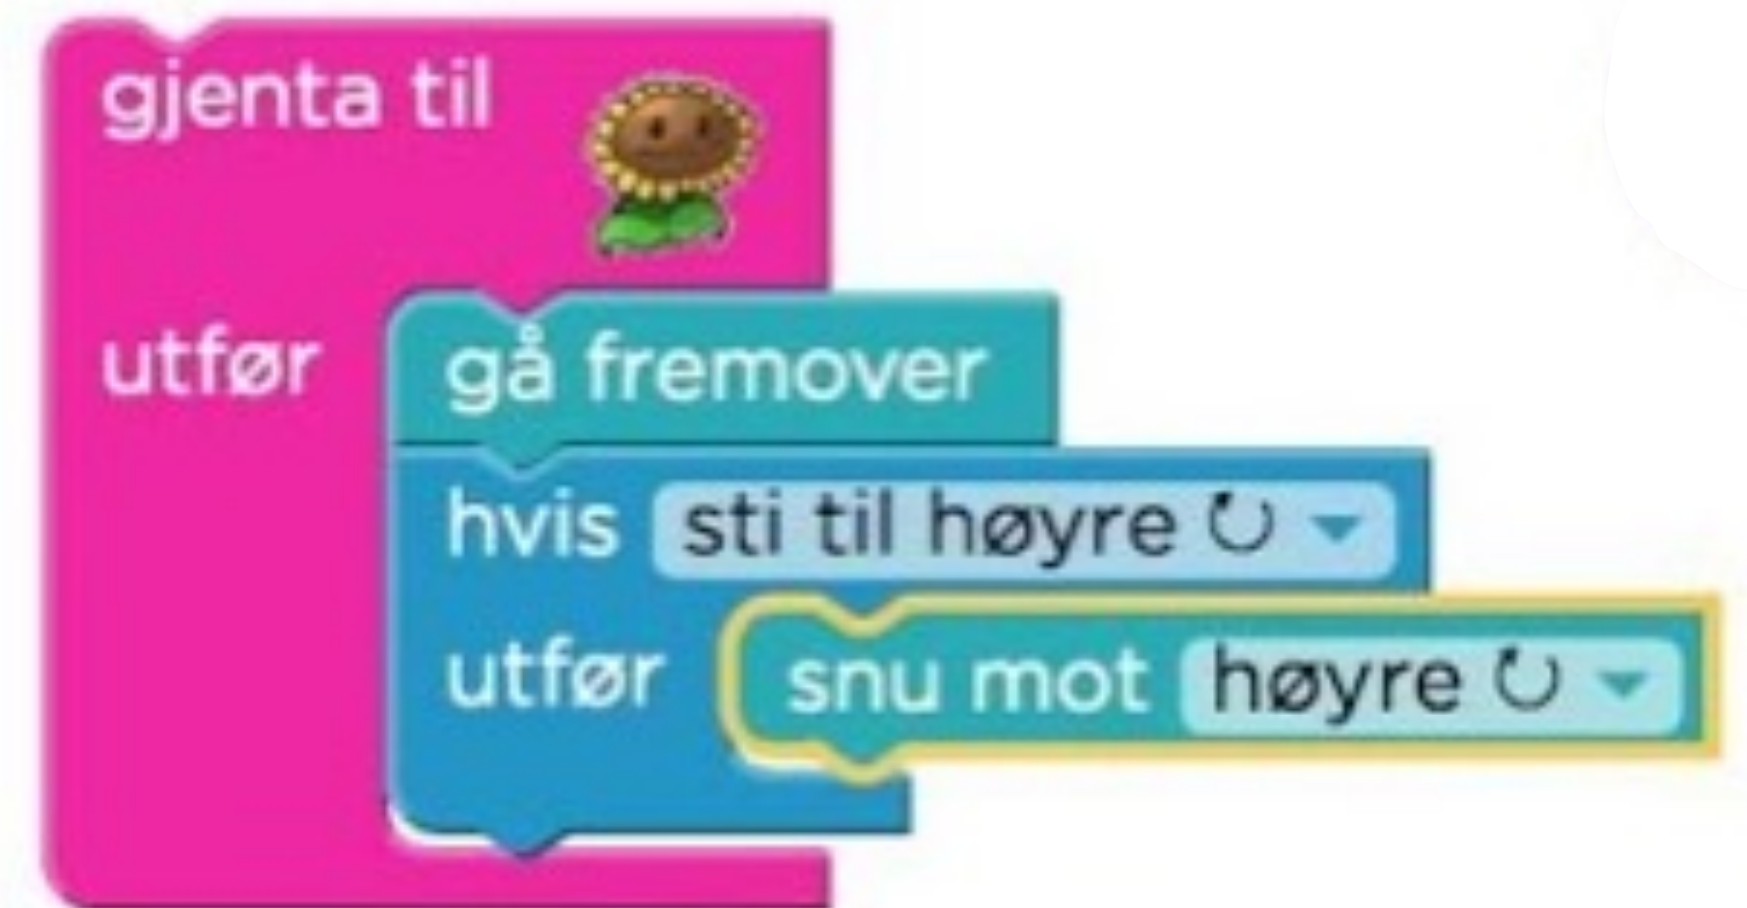 gjenta til
utfør
gå fremover
hvis sti til høyre
utfør
snu mot høyre